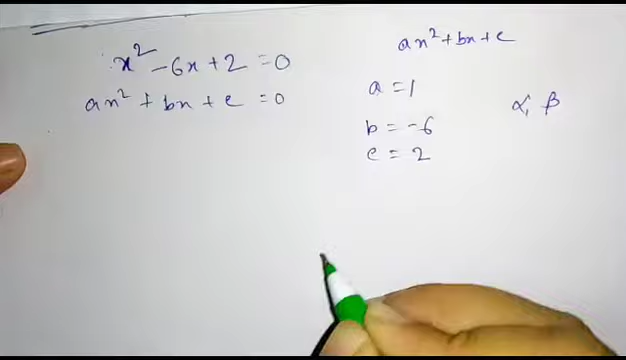 x² - 6x + 2 = 0
ax² + bx + c = 0
ax² + bx + c
a = 1
b = -6
c = 2
α, β